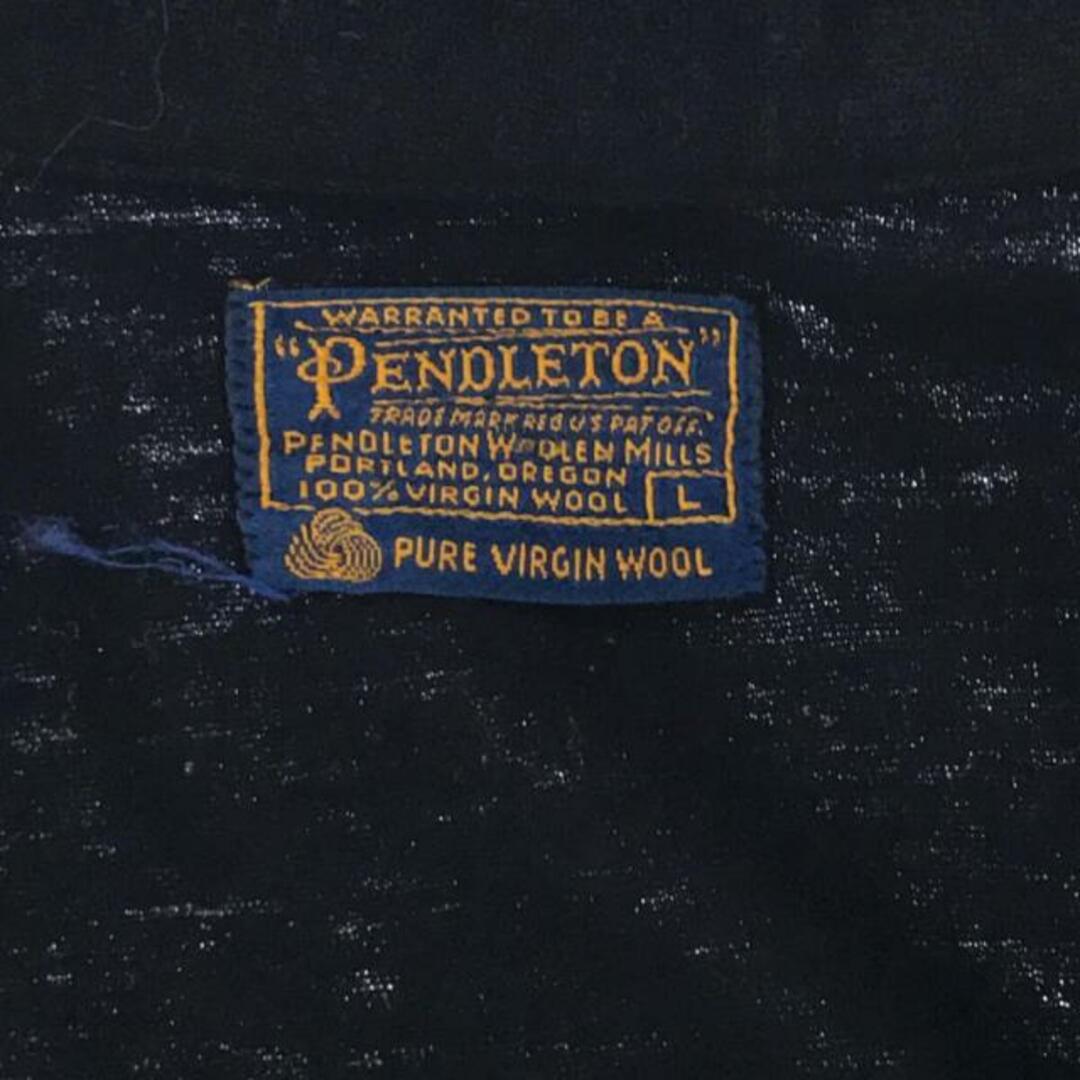 WARRANTED TO BE A
"PENDLETON"
TRADE MARK REG U S PAT OFF.
PENDLETON WOOLEN MILLS
PORTLAND, OREGON
100% VIRGIN WOOL L
PURE VIRGIN WOOL